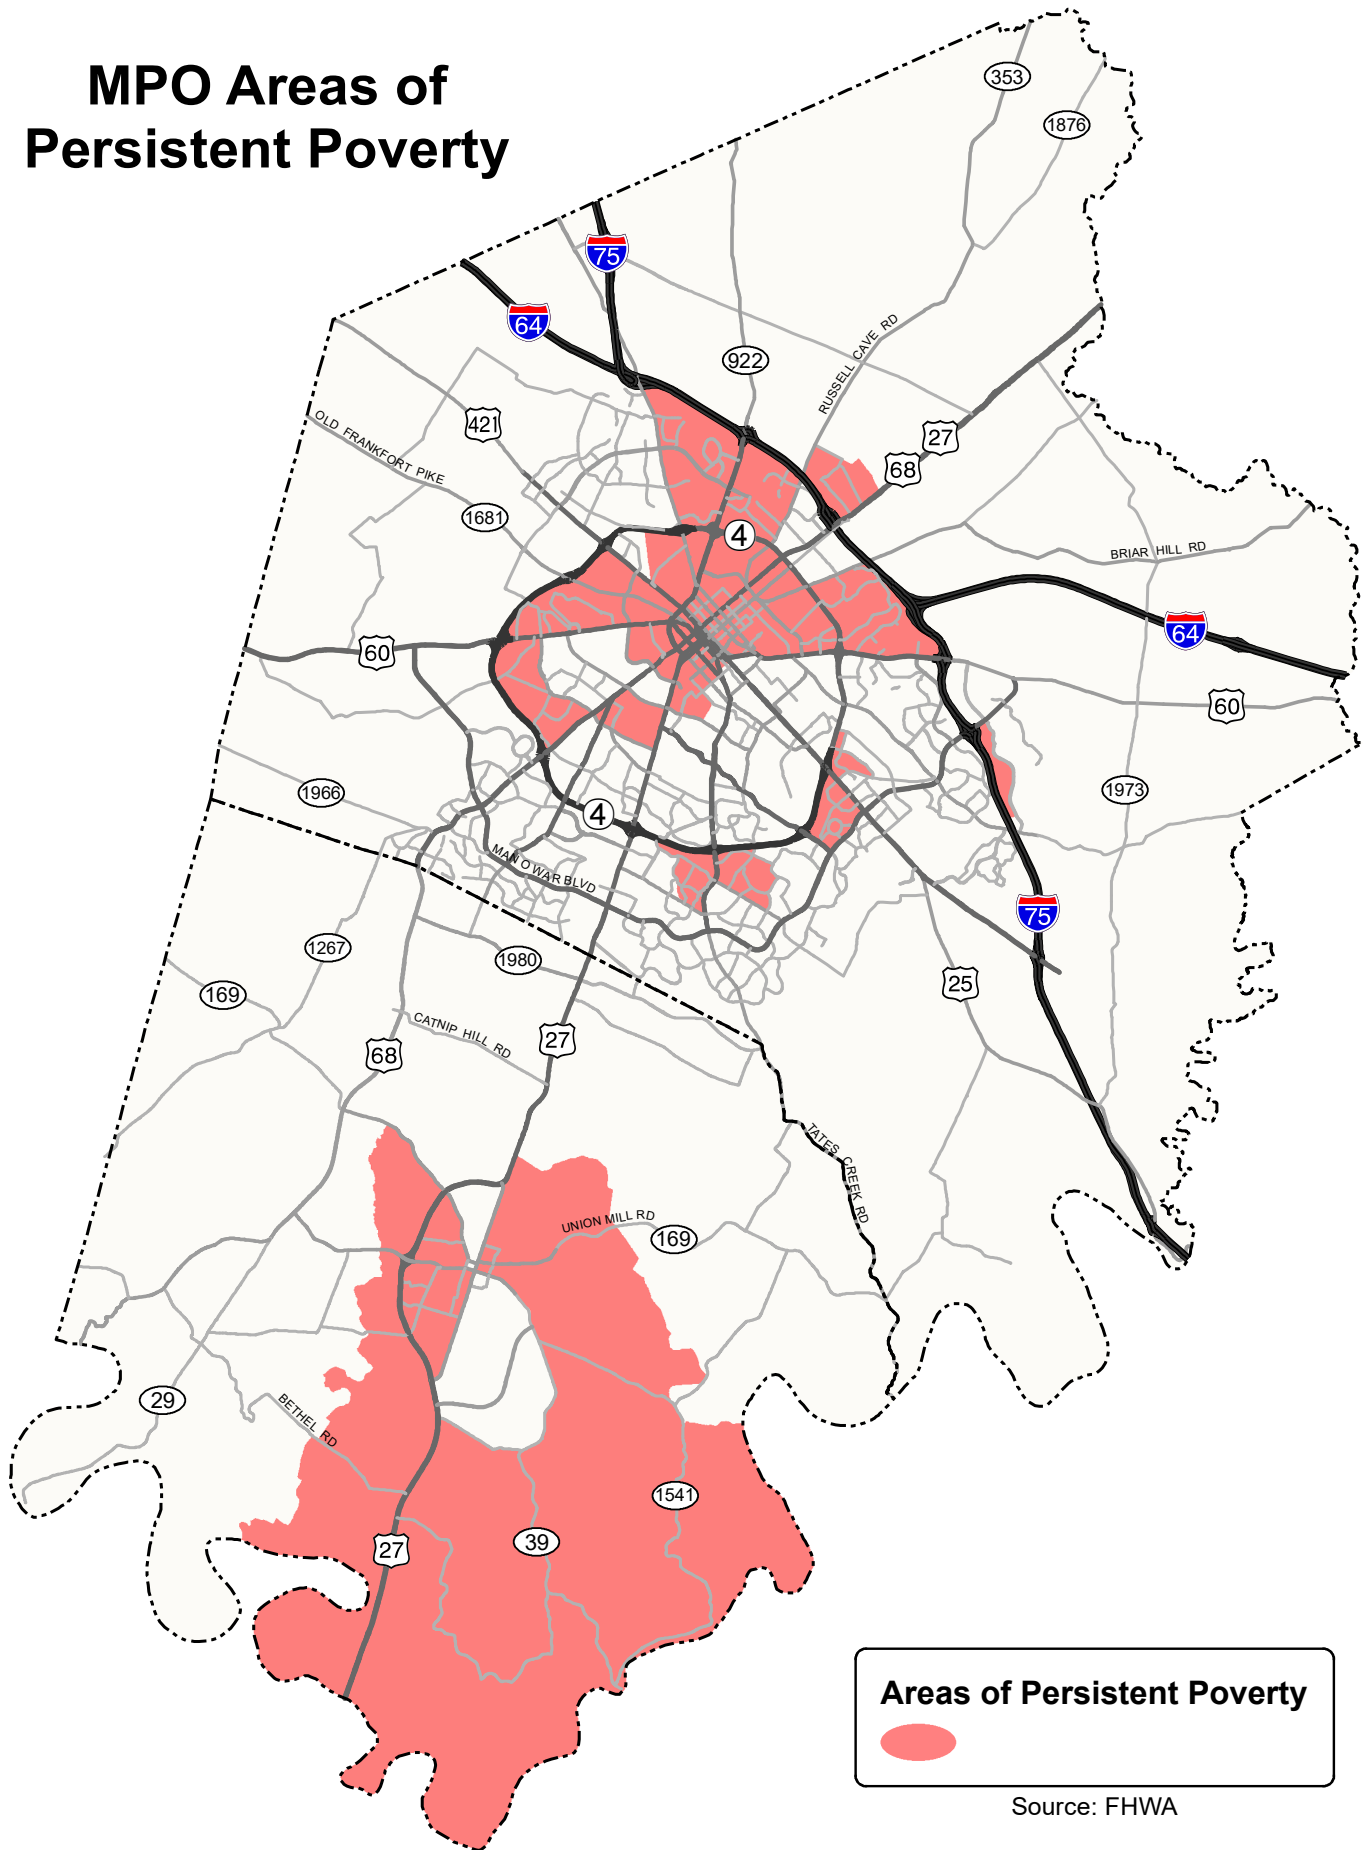 MPO Areas of
Persistent Poverty
353
1876
75
64
922
RUSSELL CAVE RD
421
27
OLD FRANKFORT PIKE
68
1681
4
BRIAR HILL RD
64
60
60
1966
1973
4
MAN O WAR BLVD
75
1267
1980
169
25
CATNIP HILL RD
27
68
TATES CREEK RD
UNION MILL RD
169
29
BETHEL RD
1541
39
27
Areas of Persistent Poverty
Source: FHWA